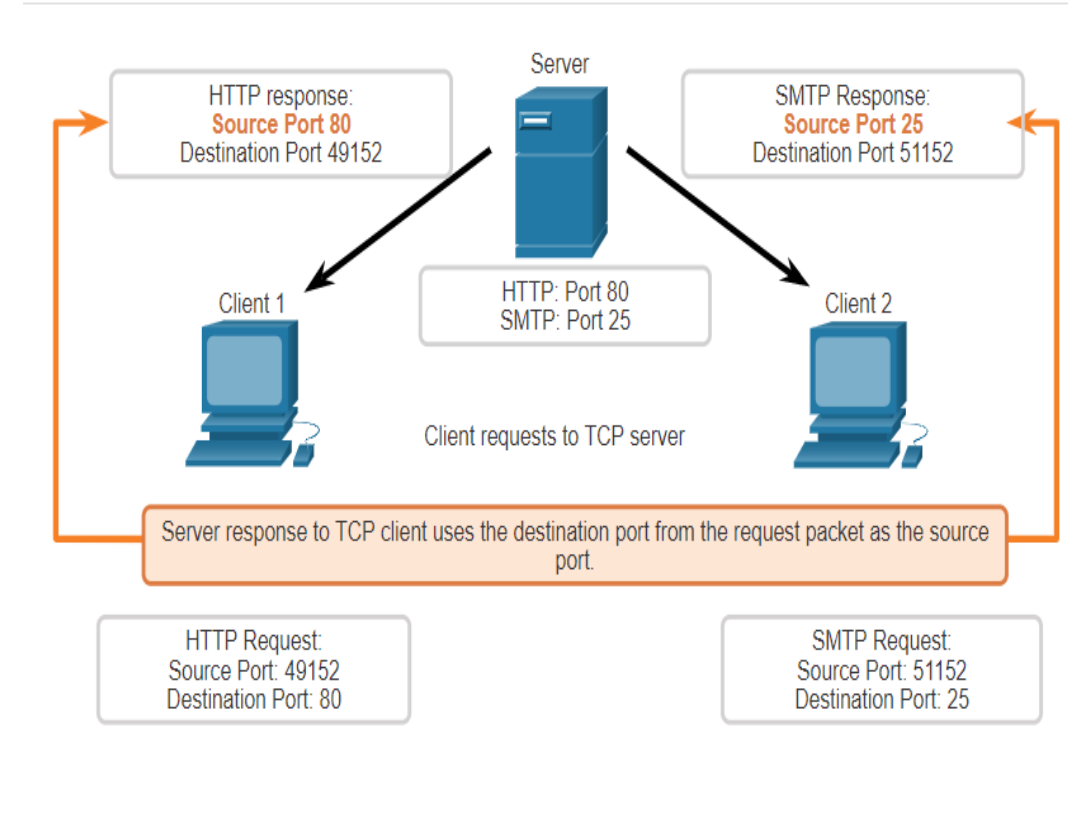 Server
HTTP response:
Source Port 80
Destination Port 49152
SMTP Response:
Source Port 25
Destination Port 51152
HTTP: Port 80
SMTP: Port 25
Client 1
Client 2
Client requests to TCP server
Server response to TCP client uses the destination port from the request packet as the source
port.
HTTP Request:
Source Port: 49152
Destination Port: 80
SMTP Request:
Source Port: 51152
Destination Port: 25